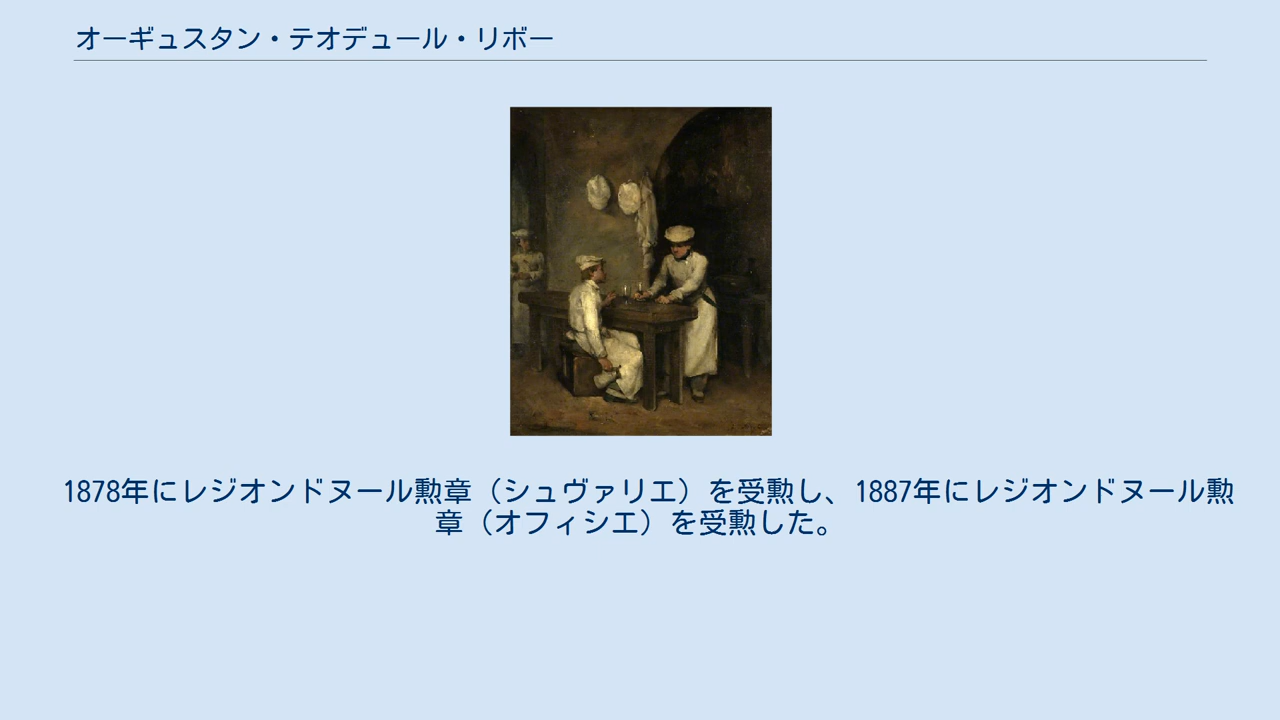 オーギュスタン・テオデュール・リボー
1878年にレジオンドヌール勲章（シュヴァリエ）を受勲し、1887年にレジオンドヌール勲
章（オフィシエ）を受勲した。